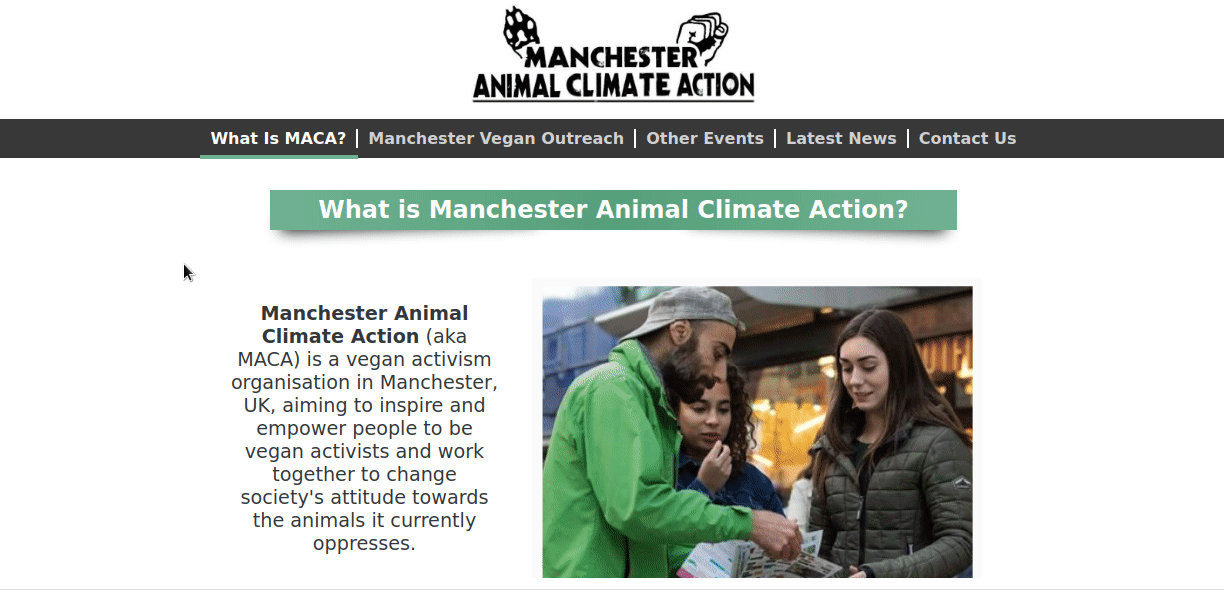 MANCHESTER
ANIMAL CLIMATE ACTION
What Is MACA? | Manchester Vegan Outreach | Other Events | Latest News | Contact Us
What is Manchester Animal Climate Action?
Manchester Animal
Climate Action (aka
MACA) is a vegan activism
organisation in Manchester,
UK, aiming to inspire and
empower people to be
vegan activists and work
together to change
society's attitude towards
the animals it currently
oppresses.